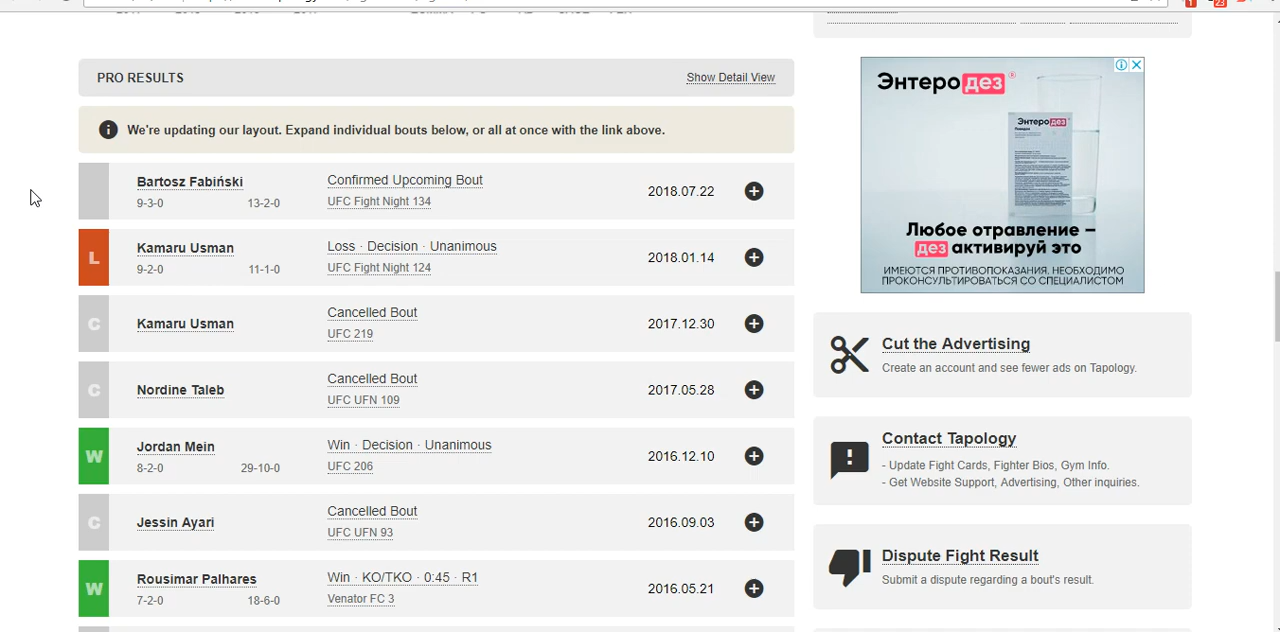 PRO RESULTS
Show Detail View
We're updating our layout. Expand individual bouts below, or all at once with the link above.
Bartosz Fabiński
9-3-0
13-2-0
Confirmed Upcoming Bout
UFC Fight Night 134
2018.07.22
L
Kamaru Usman
9-2-0
11-1-0
Loss · Decision · Unanimous
UFC Fight Night 124
2018.01.14
C
Kamaru Usman
Cancelled Bout
UFC 219
2017.12.30
C
Nordine Taleb
Cancelled Bout
UFC UFN 109
2017.05.28
W
Jordan Mein
8-2-0
29-10-0
Win · Decision · Unanimous
UFC 206
2016.12.10
C
Jessin Ayari
Cancelled Bout
UFC UFN 93
2016.09.03
W
Rousimar Palhares
7-2-0
18-6-0
Win · KO/TKO · 0:45 · R1
Venator FC 3
2016.05.21
Энтеродез®
Энтеродез
Любое отравление –
дез активируй это
ИМЕЮТСЯ ПРОТИВОПОКАЗАНИЯ. НЕОБХОДИМО
ПРОКОНСУЛЬТИРОВАТЬСЯ СО СПЕЦИАЛИСТОМ
Cut the Advertising
Create an account and see fewer ads on Tapology.
Contact Tapology
- Update Fight Cards, Fighter Bios, Gym Info.
- Get Website Support, Advertising, Other inquiries.
Dispute Fight Result
Submit a dispute regarding a bout's result.